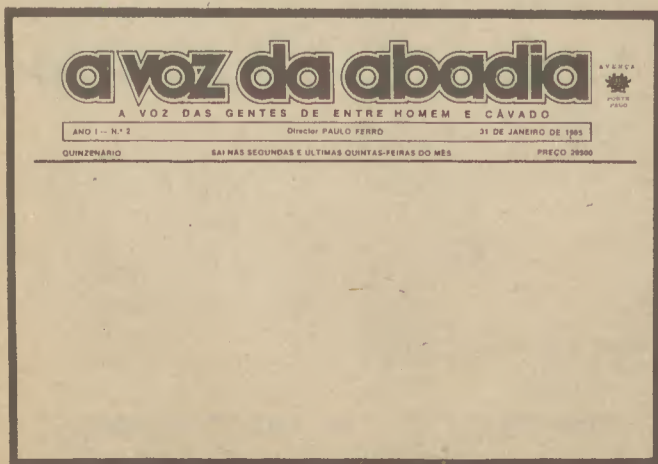 a voz da abadia
AVENÇA
PORTE
PAGO
A VOZ DAS GENTES DE ENTRE HOMEM E CÁVADO
ANO I — N.º 2 Director PAULO FERRO 31 DE JANEIRO DE 1985
QUINZENÁRIO SAI NAS SEGUNDAS E ÚLTIMAS QUINTAS-FEIRAS DO MÊS PREÇO 20$00